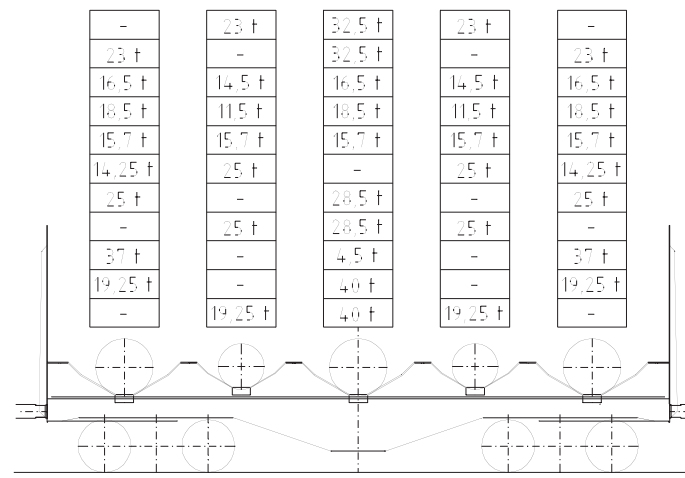 - 23 t 32,5 t 23 t -
23 t - 32,5 t - 23 t
16,5 t 14,5 t 16,5 t 14,5 t 16,5 t
18,5 t 11,5 t 18,5 t 11,5 t 18,5 t
15,7 t 15,7 t 15,7 t 15,7 t 15,7 t
14,25 t 25 t - 25 t 14,25 t
25 t - 28,5 t - 25 t
- 25 t 28,5 t 25 t -
37 t - 4,5 t - 37 t
19,25 t - 40 t - 19,25 t
- 19,25 t 40 t 19,25 t -